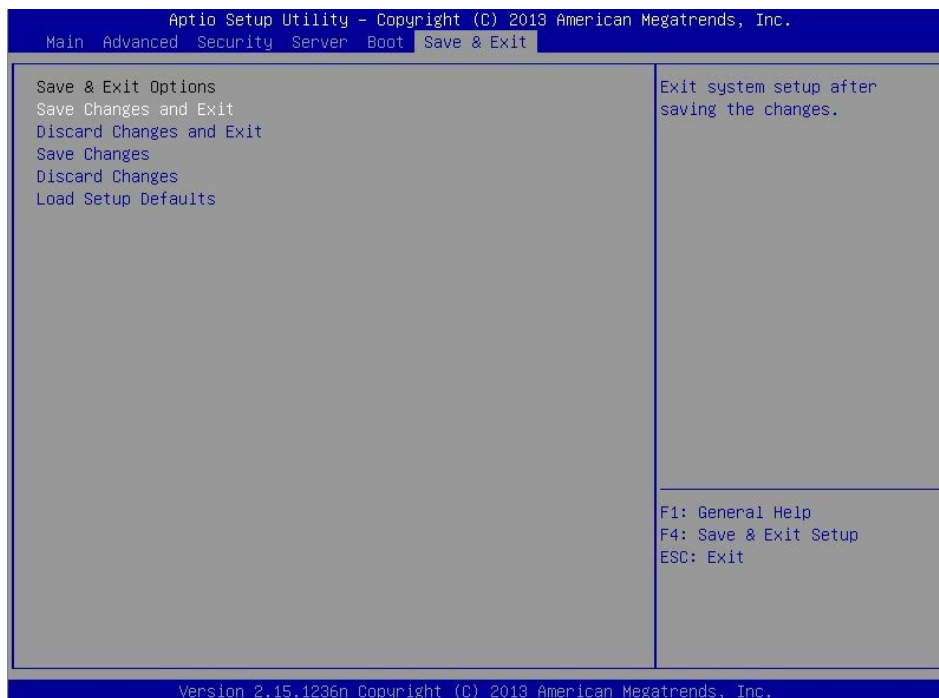 Aptio Setup Utility – Copyright (C) 2013 American Megatrends, Inc.
Main Advanced Security Server Boot Save & Exit
Save & Exit Options
Save Changes and Exit
Discard Changes and Exit
Save Changes
Discard Changes
Load Setup Defaults
Exit system setup after
saving the changes.
F1: General Help
F4: Save & Exit Setup
ESC: Exit
Version 2.15.1236n Copyright (C) 2013 American Megatrends, Inc.